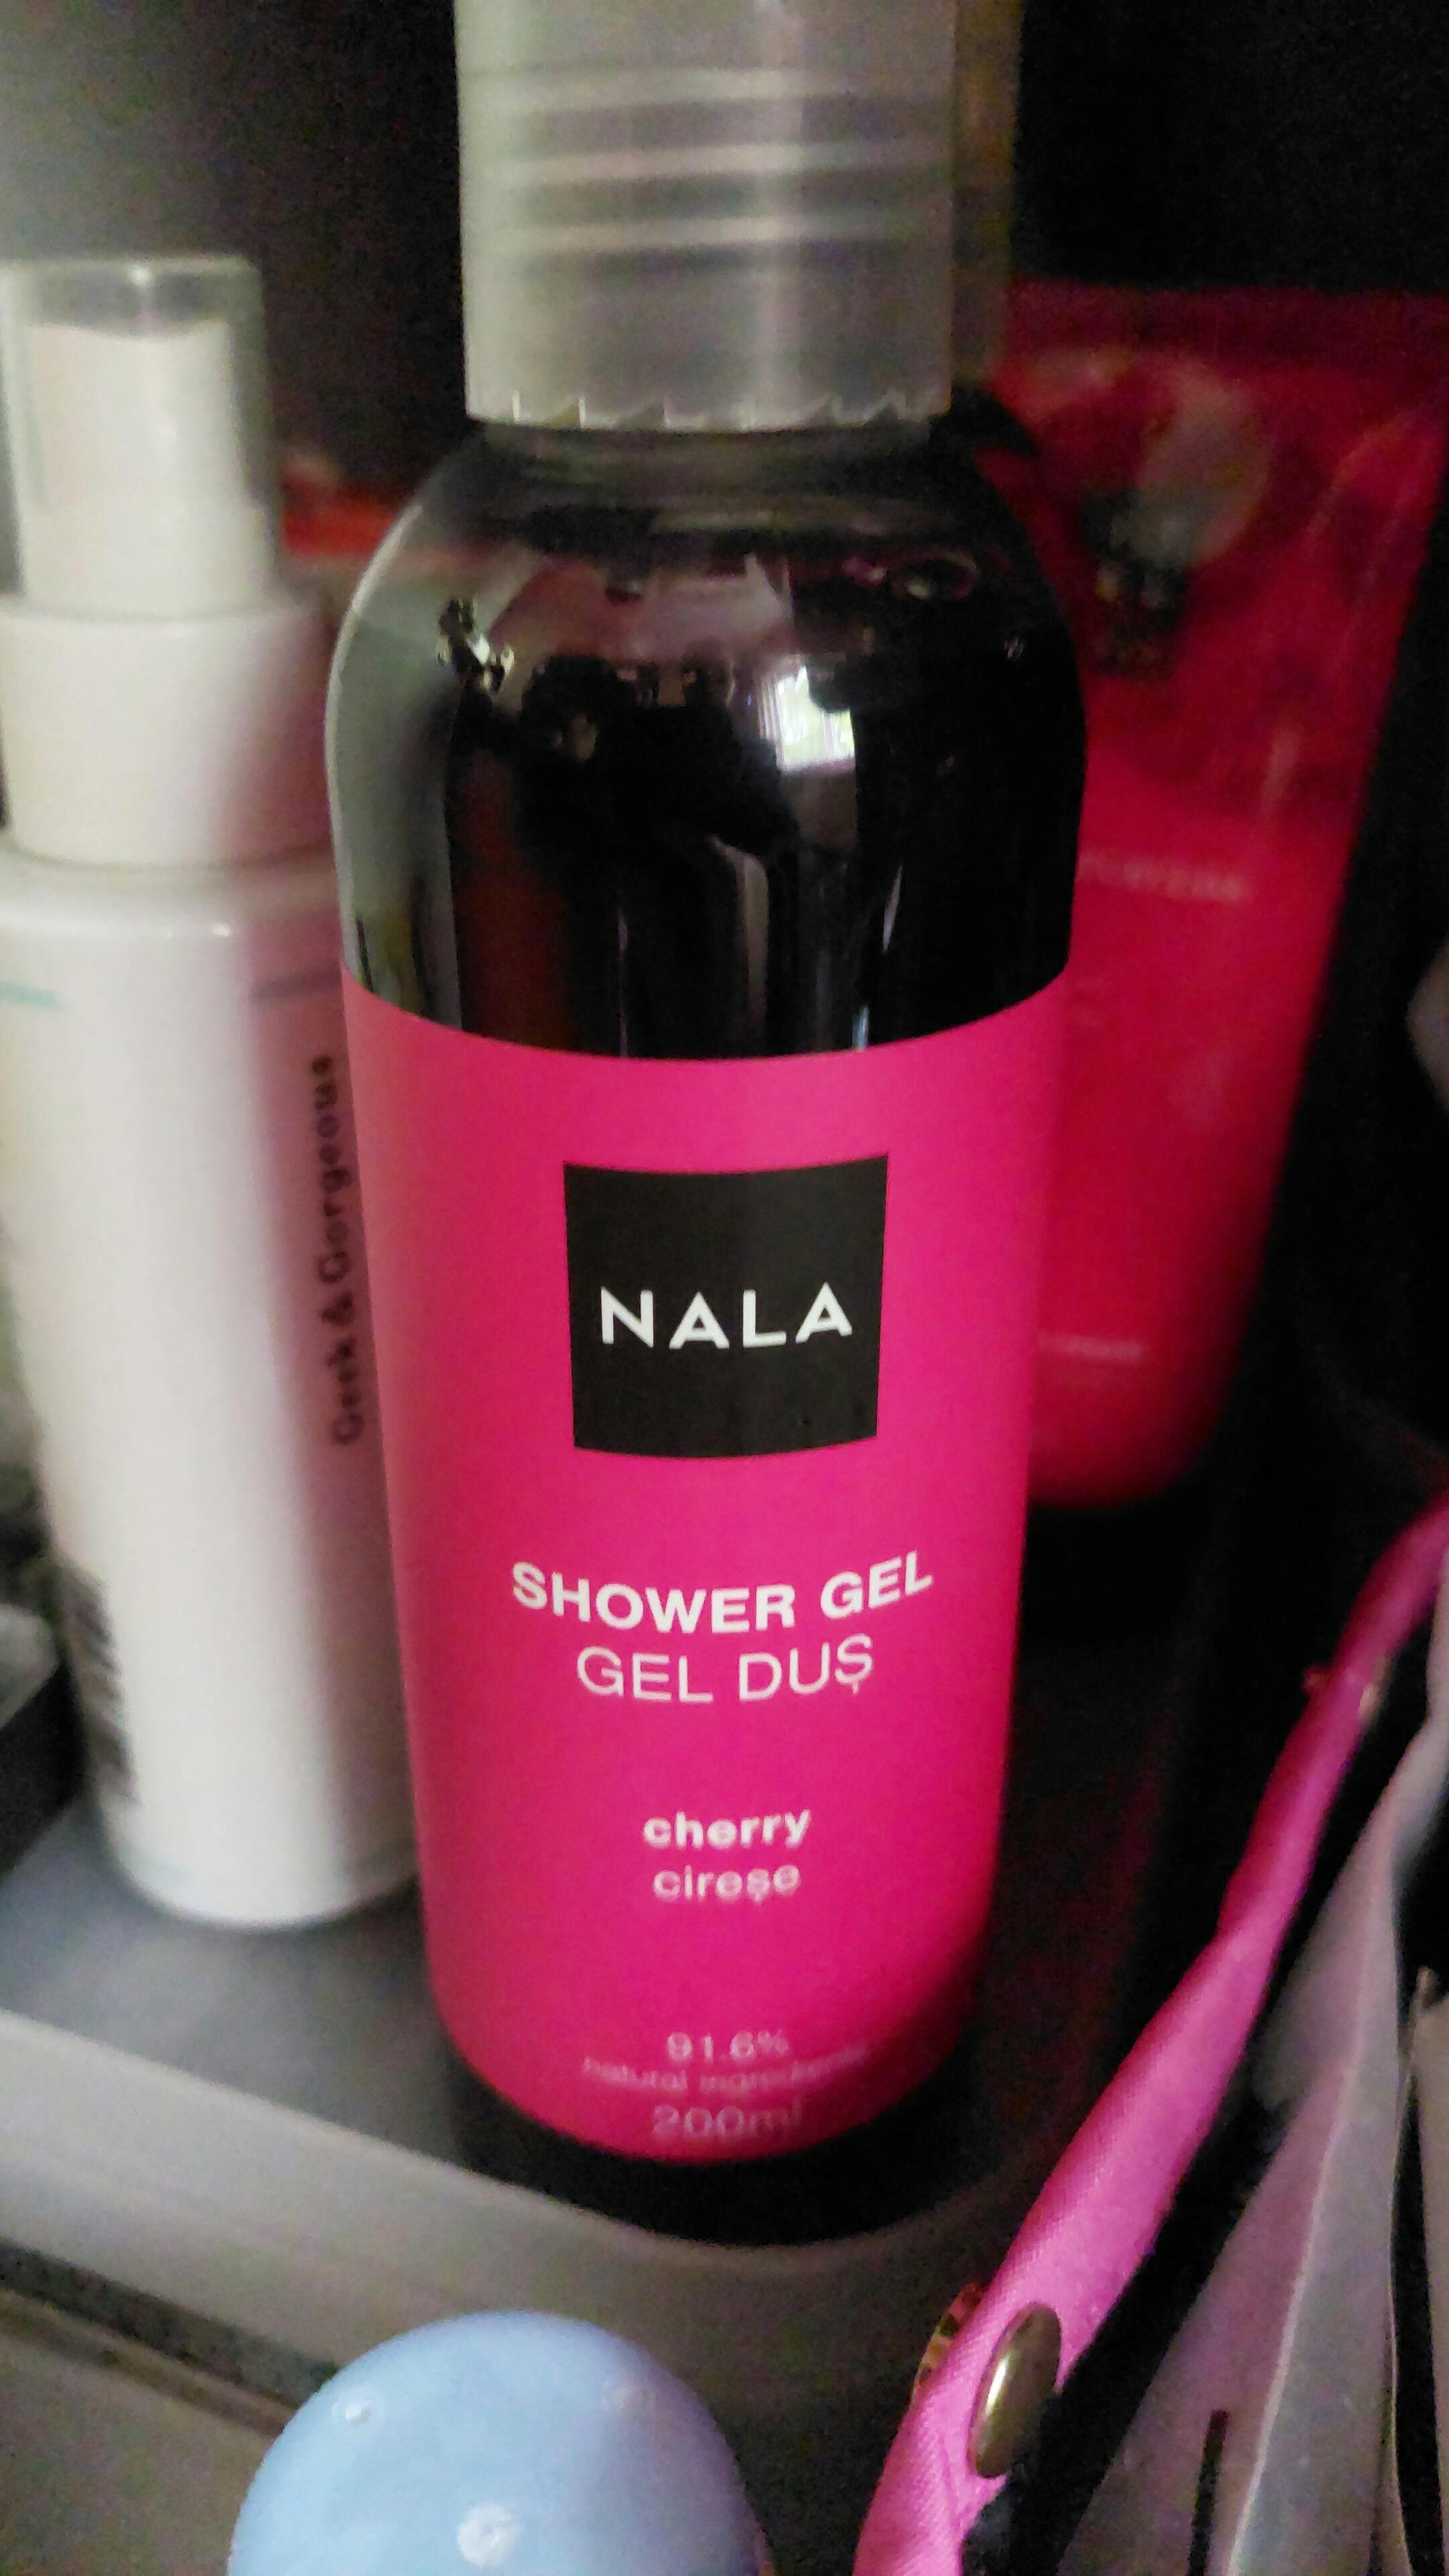 Geek & Gorgeous
NALA
SHOWER GEL
GEL DUȘ
cherry
cireșe
91.6%
natural ingredients
200ml